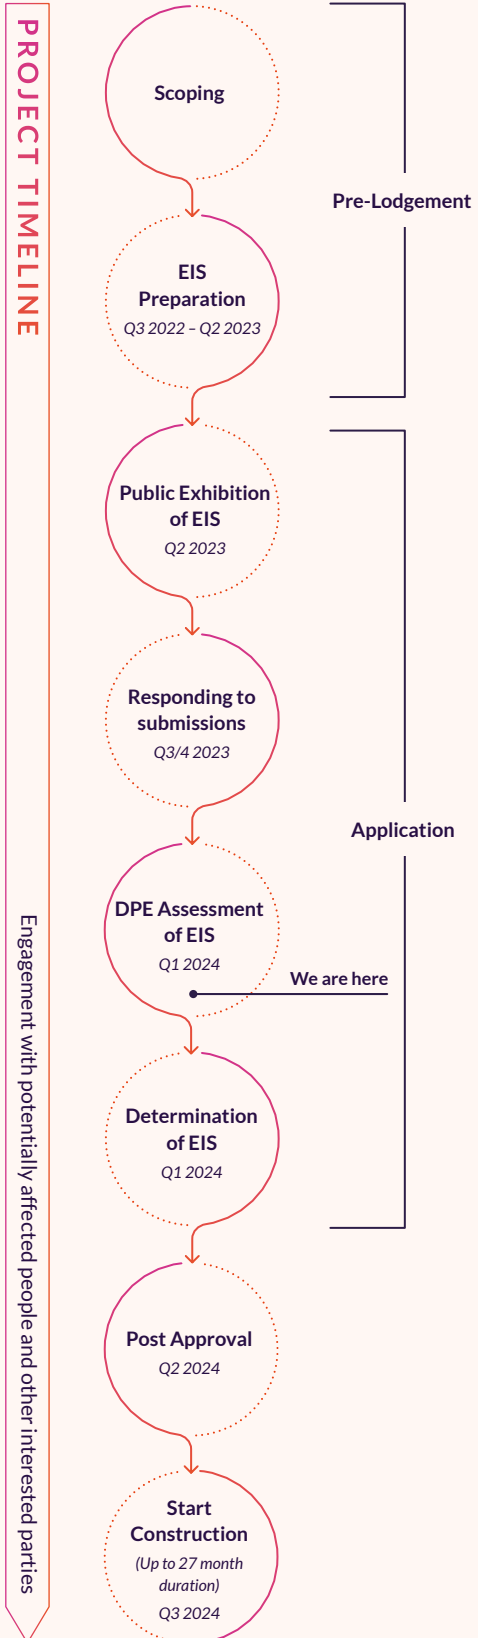 PROJECT TIMELINE
Scoping
Pre-Lodgement
EIS
Preparation
Q3 2022 – Q2 2023
Public Exhibition
of EIS
Q2 2023
Responding to
submissions
Q3/4 2023
Application
DPE Assessment
of EIS
Q1 2024
We are here
Determination
of EIS
Q1 2024
Post Approval
Q2 2024
Start
Construction
(Up to 27 month
duration)
Q3 2024
Engagement with potentially affected people and other interested parties